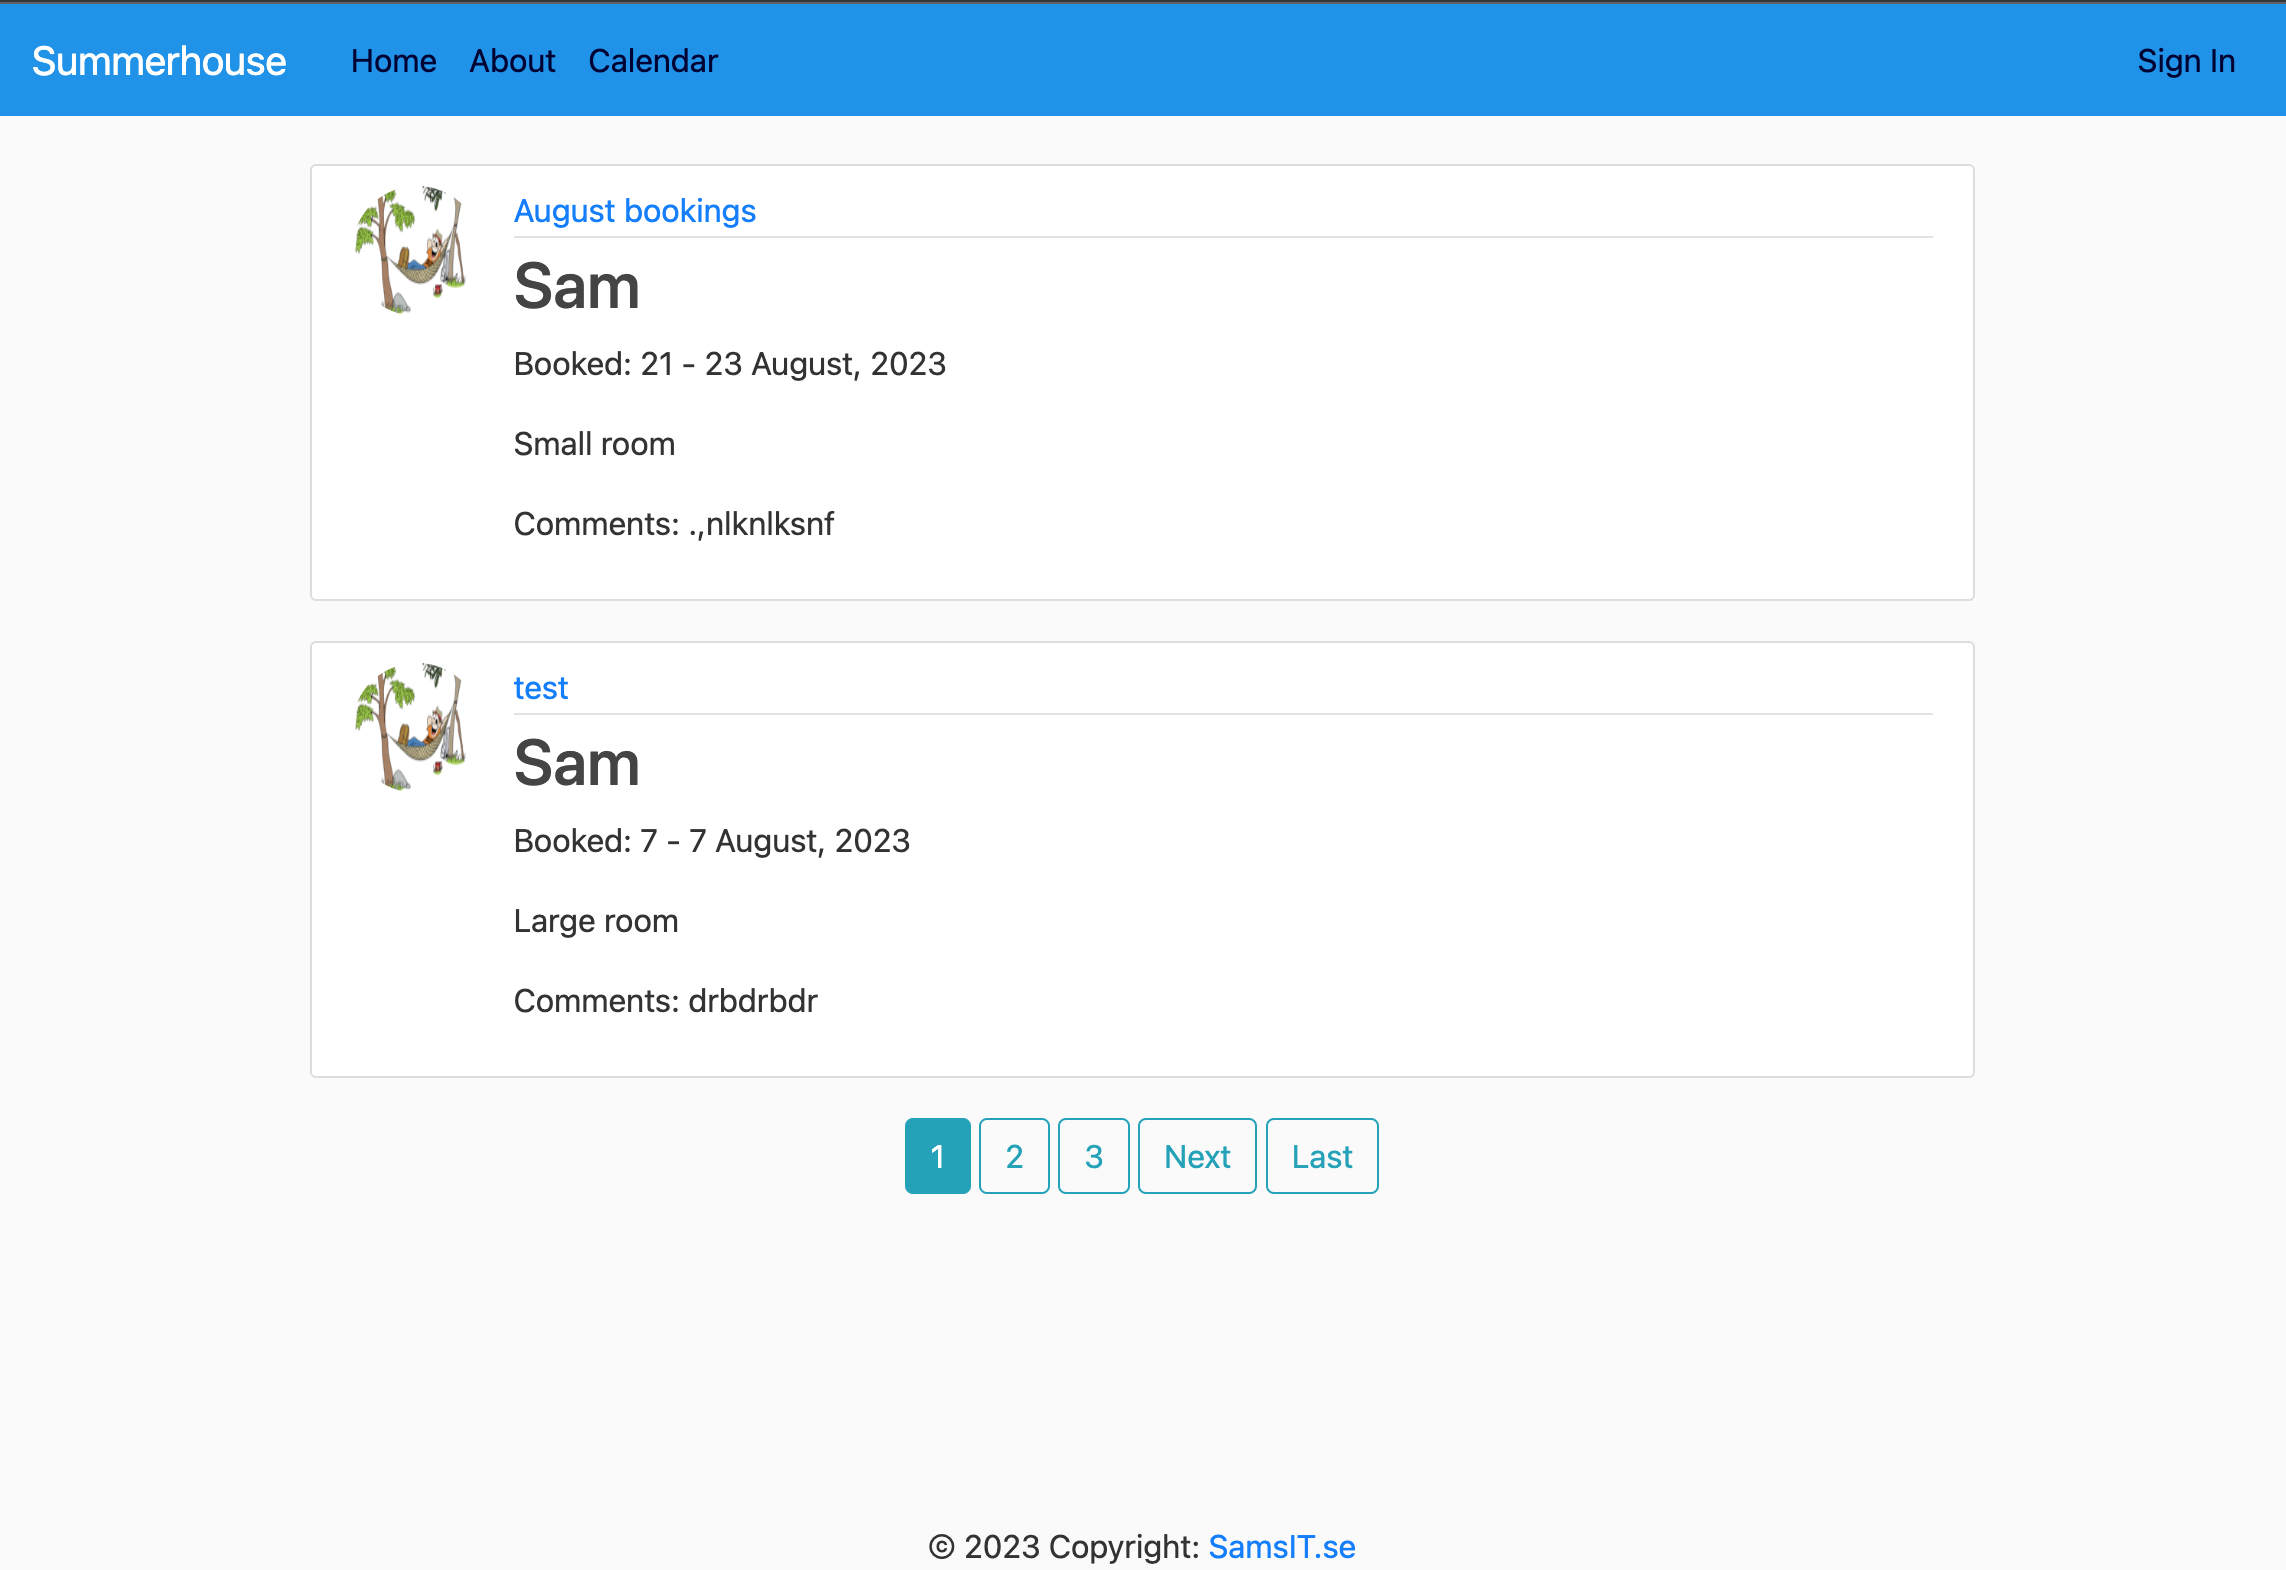 Summerhouse Home About Calendar Sign In
August bookings
Sam
Booked: 21 - 23 August, 2023
Small room
Comments: .,nlknlksnf
test
Sam
Booked: 7 - 7 August, 2023
Large room
Comments: drbdrbdr
1 2 3 Next Last
© 2023 Copyright: SamsIT.se